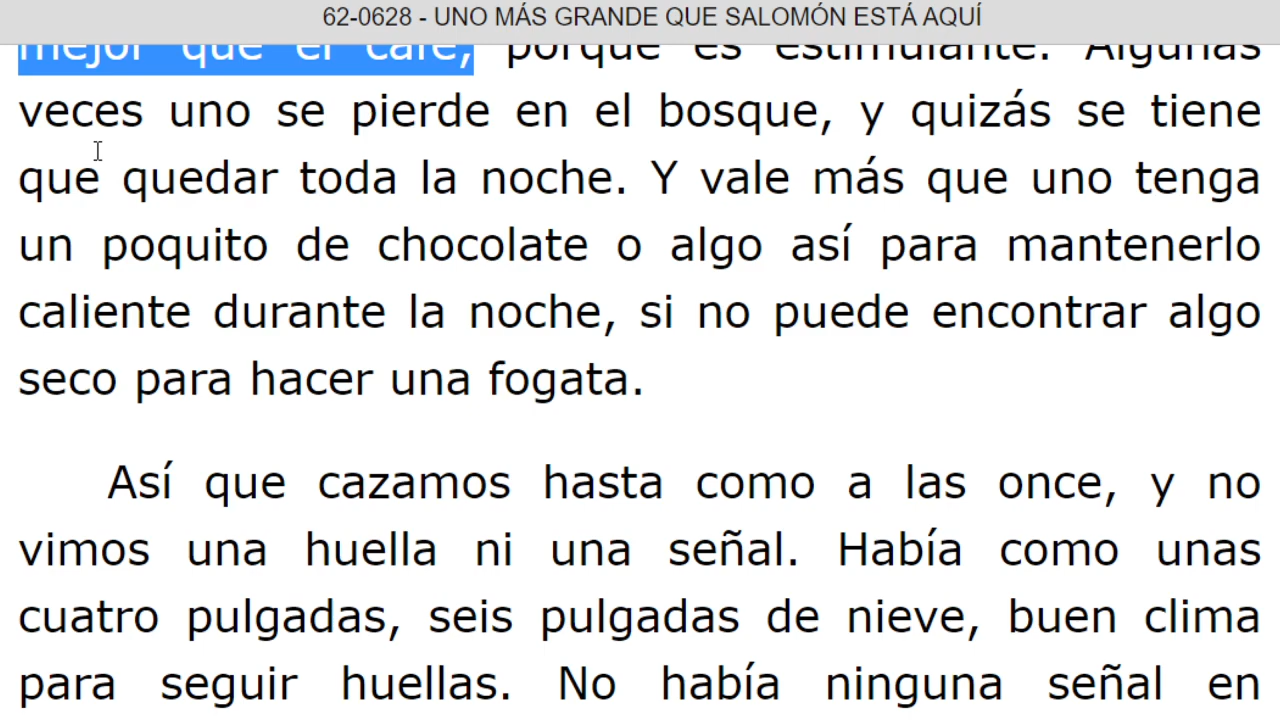 62-0628 - UNO MÁS GRANDE QUE SALOMÓN ESTÁ AQUÍ
mejor que el café, porque es estimulante. Algunas
veces uno se pierde en el bosque, y quizás se tiene
que quedar toda la noche. Y vale más que uno tenga
un poquito de chocolate o algo así para mantenerlo
caliente durante la noche, si no puede encontrar algo
seco para hacer una fogata.
Así que cazamos hasta como a las once, y no
vimos una huella ni una señal. Había como unas
cuatro pulgadas, seis pulgadas de nieve, buen clima
para seguir huellas. No había ninguna señal en